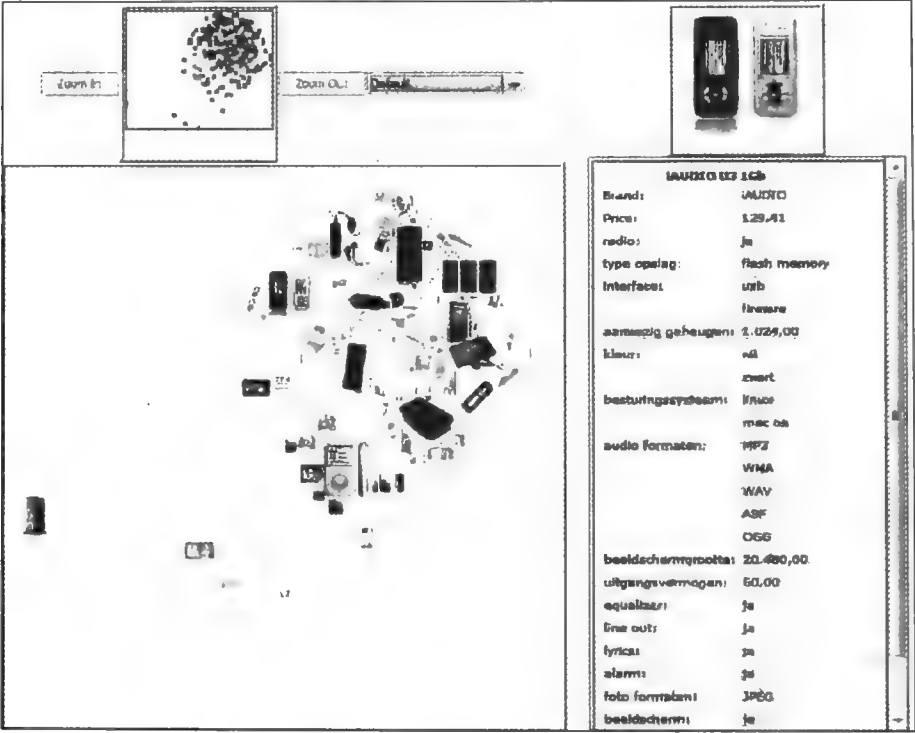 Zoom In
Zoom Out
Default
iAUDIO U3 1Gb
Brand: iAUDIO
Price: 129,41
radio: ja
type opslag: flash memory
Interface: usb
firewire
aanwezig geheugen: 1.024,00
kleur: wit
zwart
besturingssysteem: linux
mac os
audio formaten: MP3
WMA
WAV
ASF
OGG
beeldschermgrootte: 20.480,00
uitgangsvermogen: 50,00
equalizer: ja
line out: ja
lyrics: ja
alarm: ja
foto formaten: JPEG
beeldscherm: ja